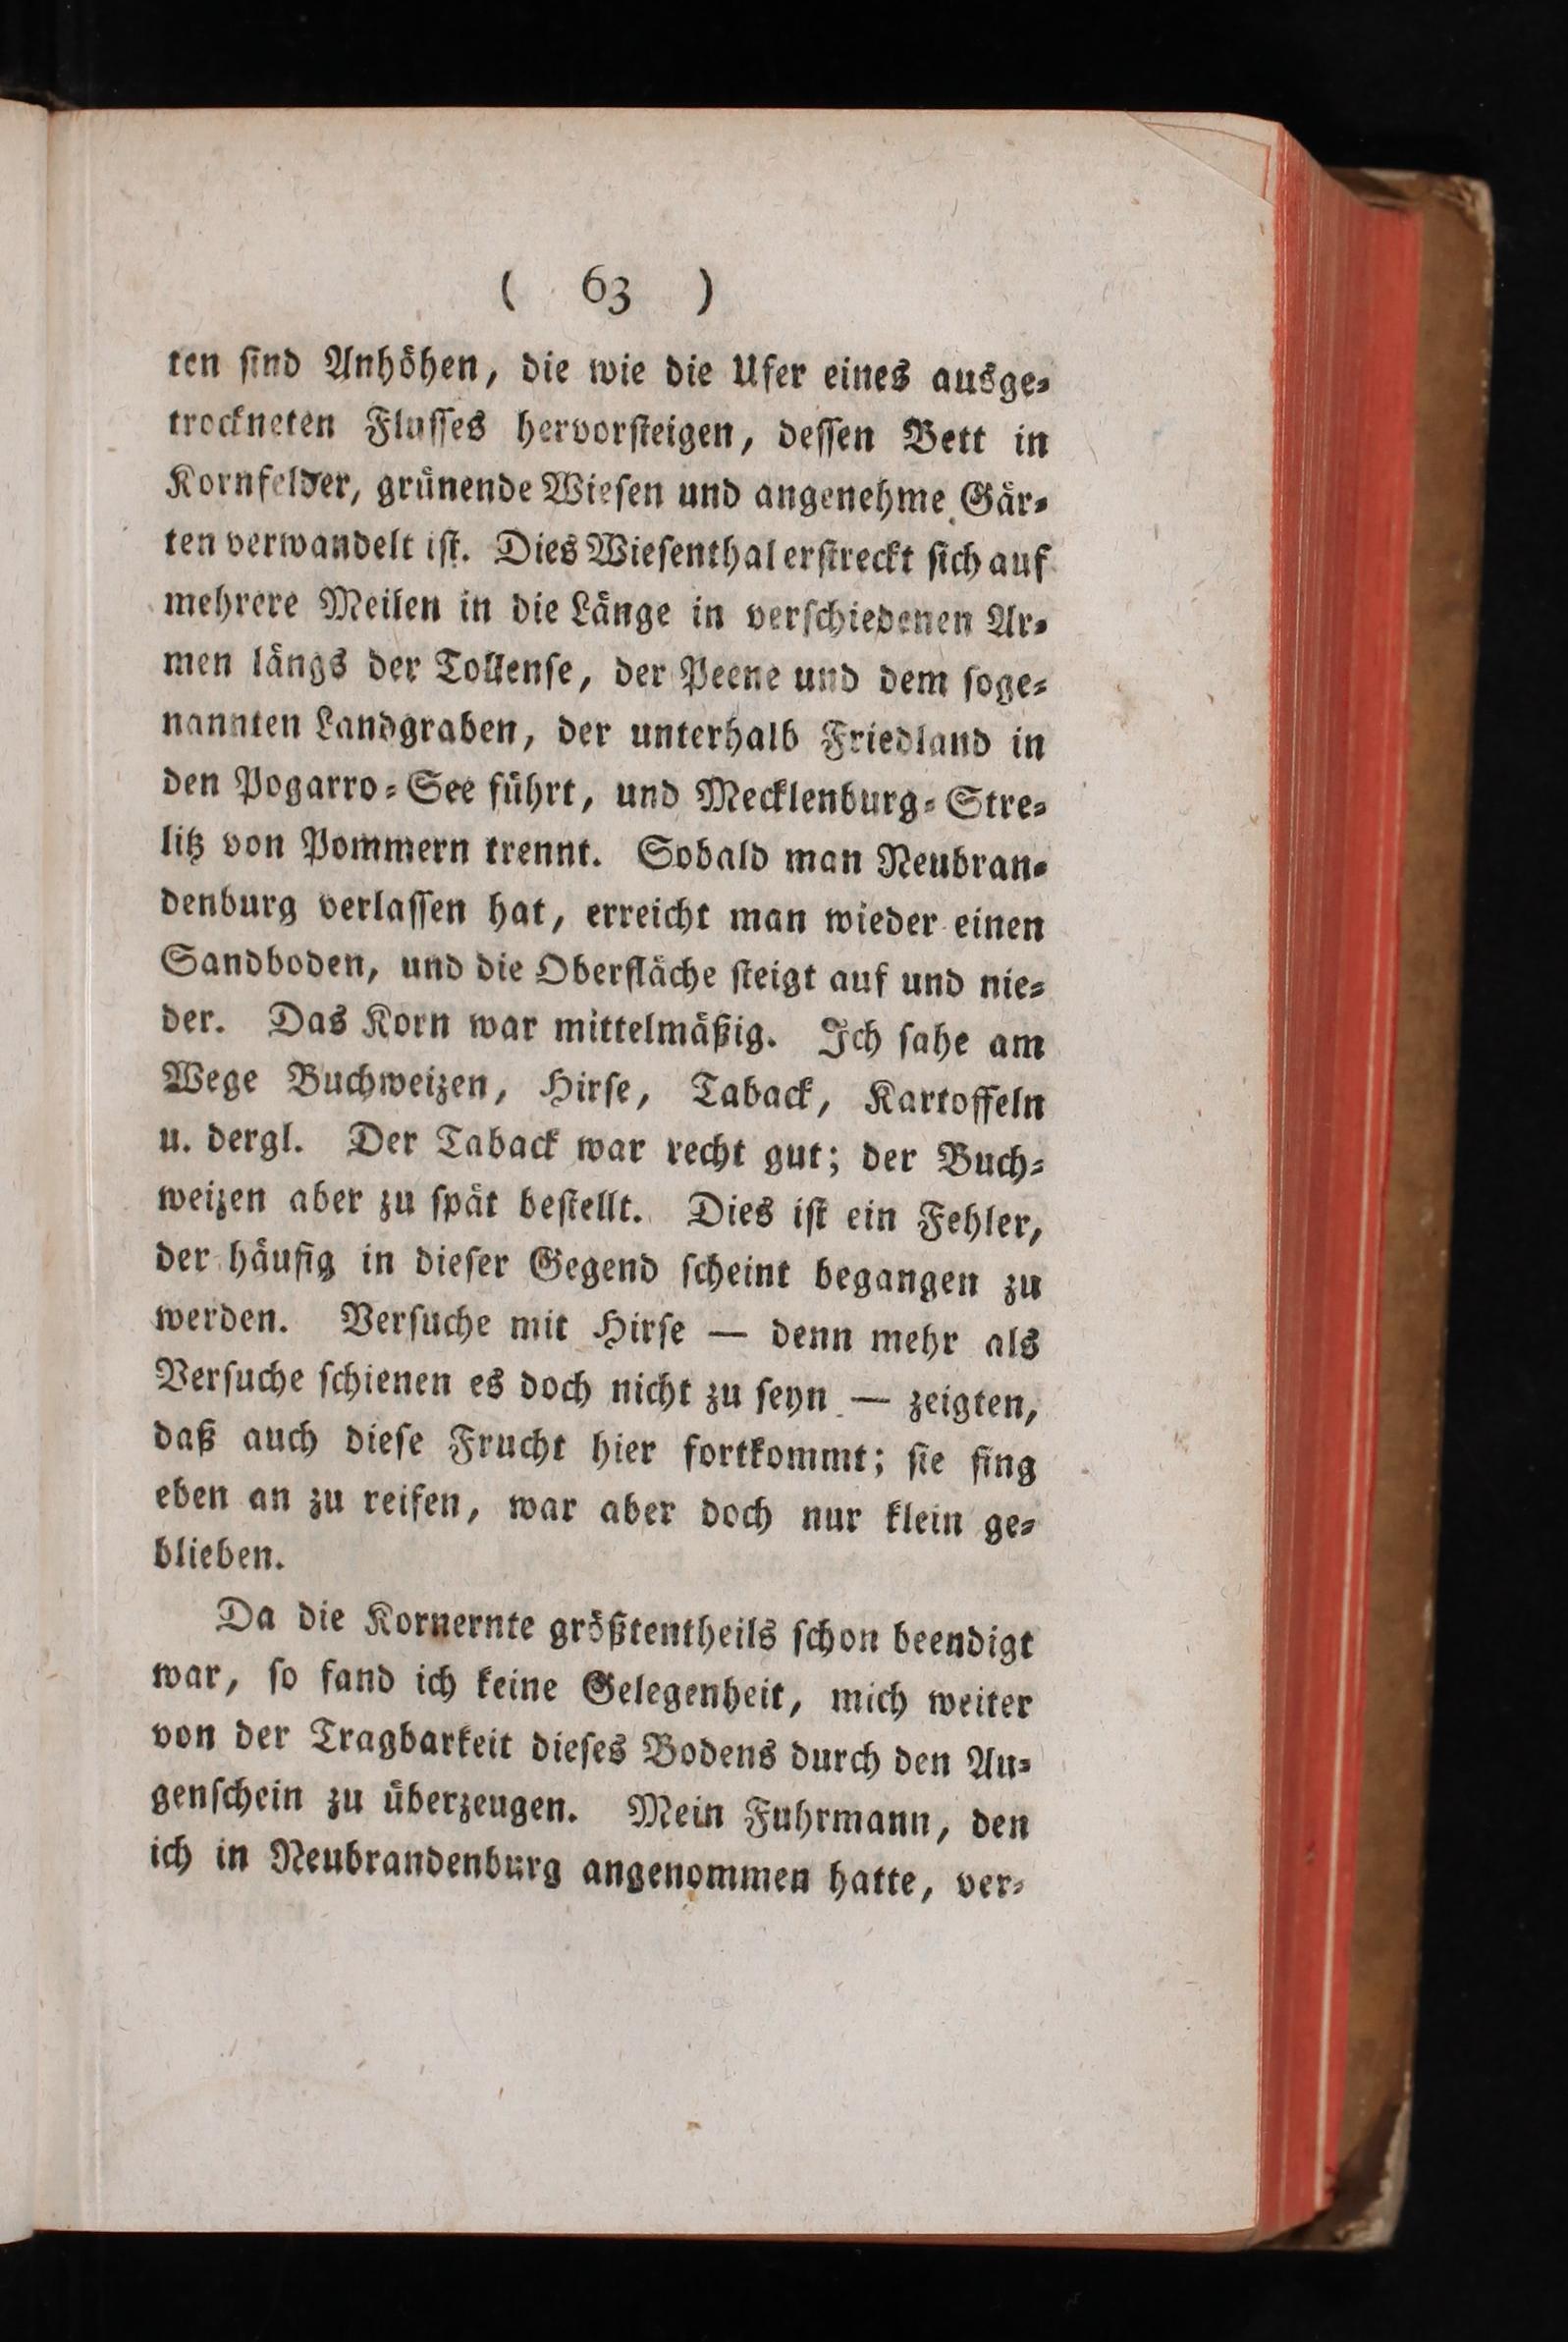 ( 63 )
ten ſind Anhöhen, die wie die Ufer eines ausge⸗
trockneten Fluſſes hervorſteigen, deſſen Bett in
Kornfelder, grünende Wieſen und angenehme Gär⸗
ten verwandelt iſt. Dies Wieſenthal erſtreckt ſich auf
mehrere Meilen in die Länge in verſchiedenen Ar⸗
men längs der Tollenſe, der Peene und dem ſoge⸗
nannten Landgraben, der unterhalb Friedland in
den Pogarro⸗See führt, und Mecklenburg⸗Stre⸗
litz von Pommern trennt. Sobald man Neubran⸗
denburg verlaſſen hat, erreicht man wieder einen
Sandboden, und die Oberfläche ſteigt auf und nie⸗
der. Das Korn war mittelmäßig. Ich ſahe am
Wege Buchweizen, Hirſe, Taback, Kartoffeln
u. dergl. Der Taback war recht gut; der Buch⸗
weizen aber zu ſpät beſtellt. Dies iſt ein Fehler,
der häufig in dieſer Gegend ſcheint begangen zu
werden. Verſuche mit Hirſe — denn mehr als
Verſuche ſchienen es doch nicht zu ſeyn — zeigten,
daß auch dieſe Frucht hier fortkommt; ſie fing
eben an zu reifen, war aber doch nur klein ge⸗
blieben.
Da die Kornernte größtentheils ſchon beendigt
war, ſo fand ich keine Gelegenheit, mich weiter
von der Tragbarkeit dieſes Bodens durch den Au⸗
genſchein zu überzeugen. Mein Fuhrmann, den
ich in Neubrandenburg angenommen hatte, ver⸗